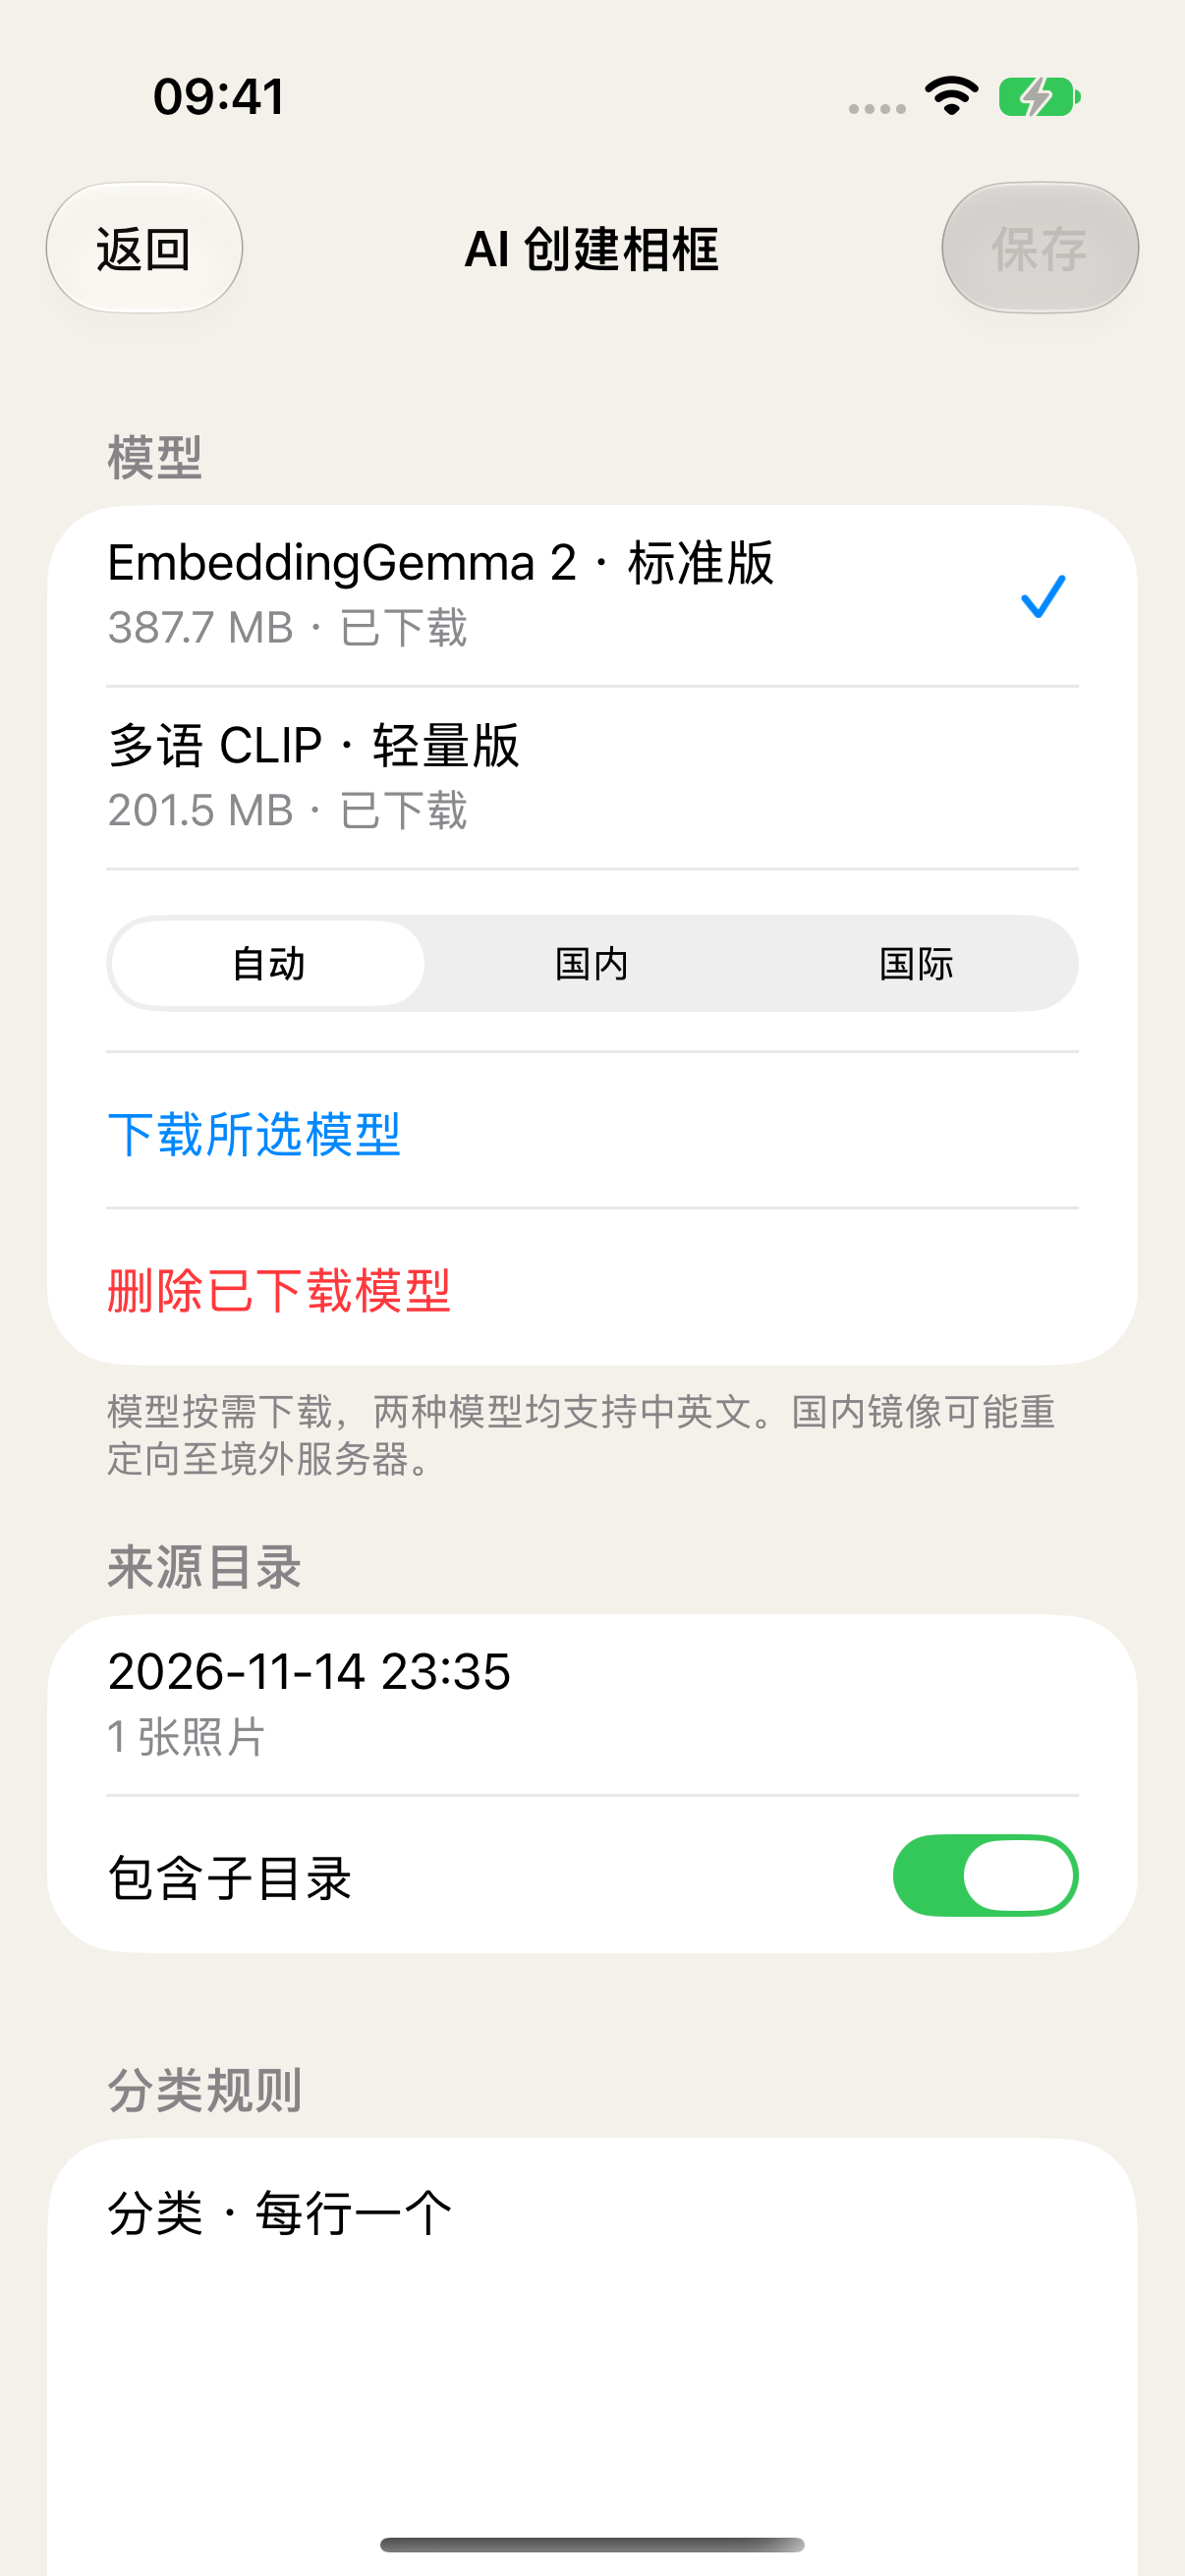 09:41
返回
AI 创建相框
保存
模型
EmbeddingGemma 2 · 标准版
387.7 MB · 已下载
多语 CLIP · 轻量版
201.5 MB · 已下载
自动
国内
国际
下载所选模型
删除已下载模型
模型按需下载，两种模型均支持中英文。国内镜像可能重
定向至境外服务器。
来源目录
2026-11-14 23:35
1 张照片
包含子目录
分类规则
分类 · 每行一个